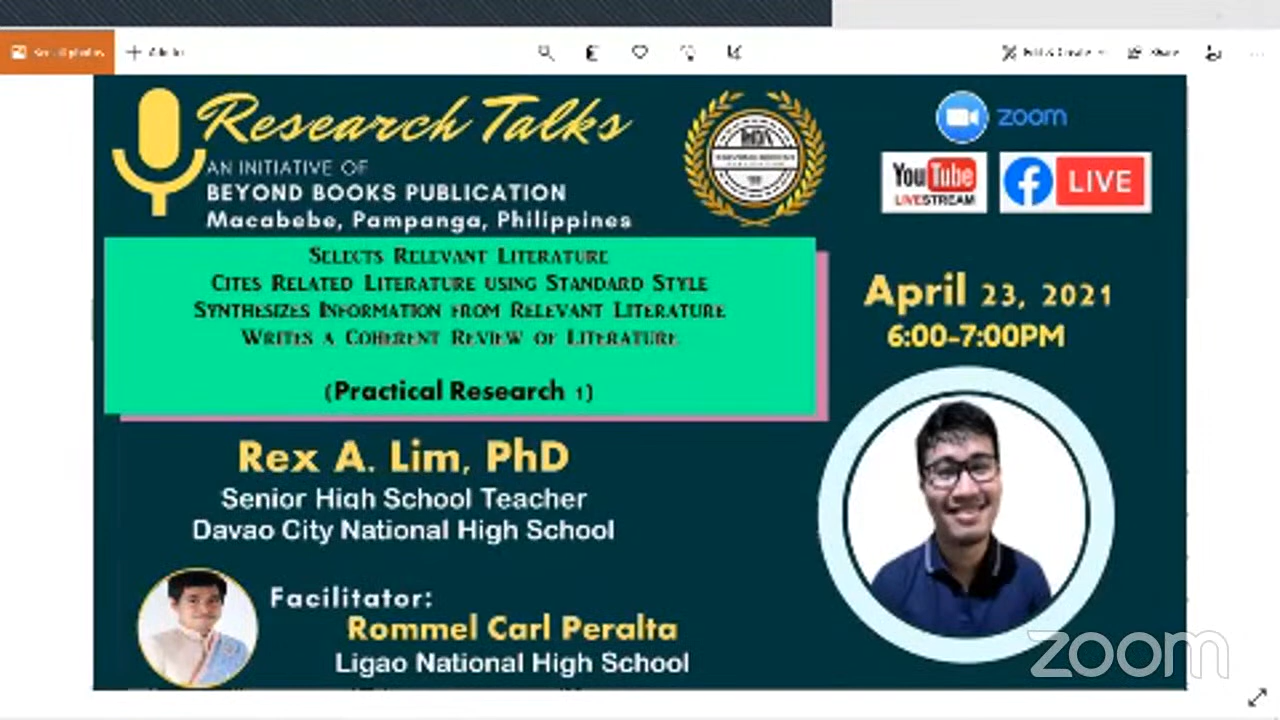 Research Talks
AN INITIATIVE OF
BEYOND BOOKS PUBLICATION
Macabebe, Pampanga, Philippines
zoom
YouTube
LIVESTREAM
LIVE
SELECTS RELEVANT LITERATURE
CITES RELATED LITERATURE USING STANDARD STYLE
SYNTHESIZES INFORMATION FROM RELEVANT LITERATURE
WRITES A COHERENT REVIEW OF LITERATURE
(Practical Research 1)
April 23, 2021
6:00-7:00PM
Rex A. Lim, PhD
Senior High School Teacher
Davao City National High School
Facilitator:
Rommel Carl Peralta
Ligao National High School
zoom
Edit & Create
Share